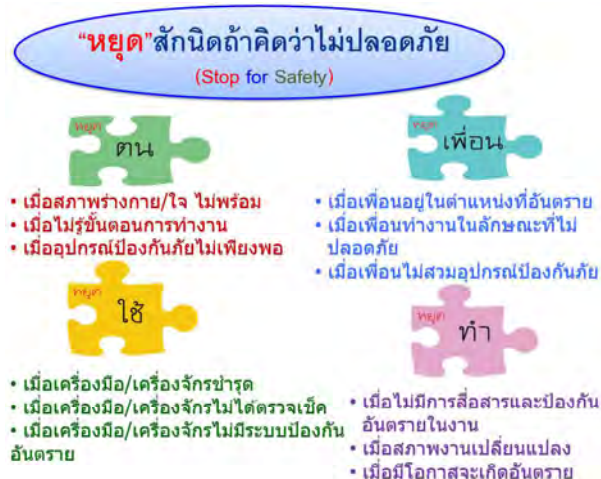 “หยุด”สักนิดถ้าคิดว่าไม่ปลอดภัย
(Stop for Safety)
หยุด
ตน
• เมื่อสภาพร่างกาย/ใจ ไม่พร้อม
• เมื่อไม่รู้ขั้นตอนการทำงาน
• เมื่ออุปกรณ์ป้องกันภัยไม่เพียงพอ
หยุด
เพื่อน
• เมื่อเพื่อนอยู่ในตำแหน่งที่อันตราย
• เมื่อเพื่อนทำงานในลักษณะที่ไม่
ปลอดภัย
• เมื่อเพื่อนไม่สวมอุปกรณ์ป้องกันภัย
หยุด
ใช้
• เมื่อเครื่องมือ/เครื่องจักรชำรุด
• เมื่อเครื่องมือ/เครื่องจักรไม่ได้ตรวจเช็ค
• เมื่อเครื่องมือ/เครื่องจักรไม่มีระบบป้องกัน
อันตราย
หยุด
ทำ
• เมื่อไม่มีการสื่อสารและป้องกัน
อันตรายในงาน
• เมื่อสภาพงานเปลี่ยนแปลง
• เมื่อมีโอกาสจะเกิดอันตราย